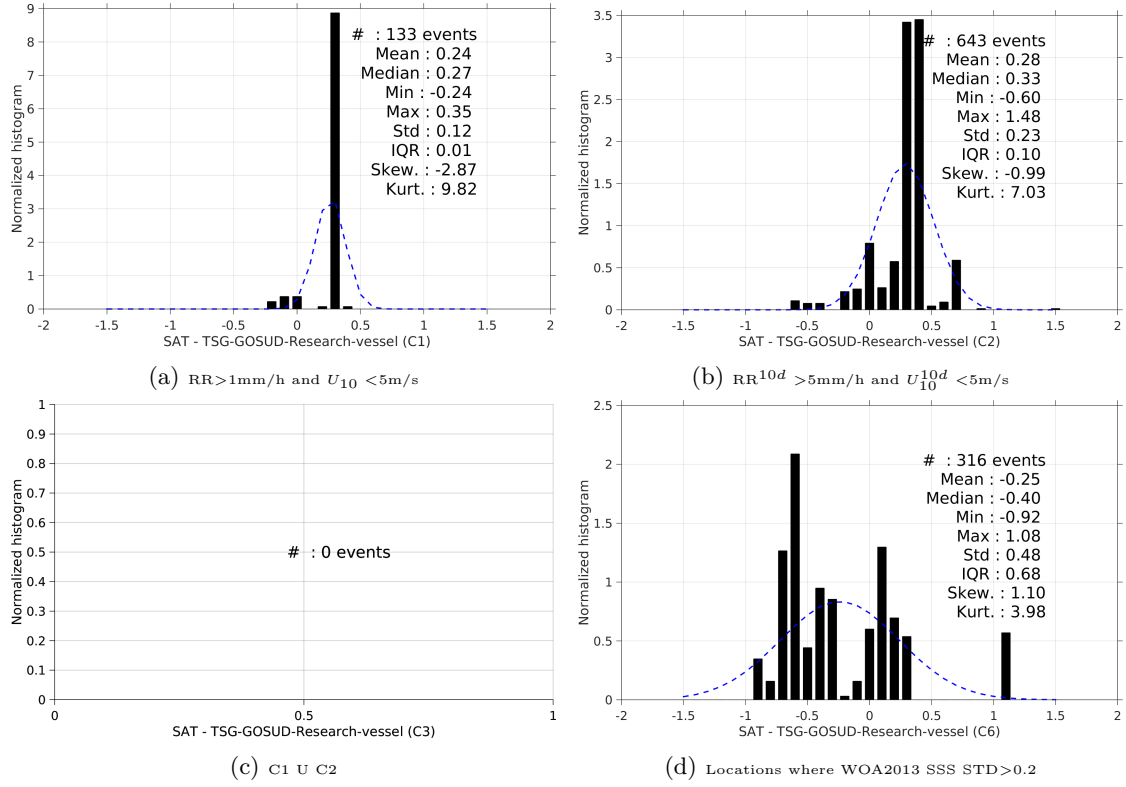 9
8
7
6
5
4
3
2
1
0
Normalized histogram
# : 133 events
Mean : 0.24
Median : 0.27
Min : -0.24
Max : 0.35
Std : 0.12
IQR : 0.01
Skew. : -2.87
Kurt. : 9.82
-2 -1.5 -1 -0.5 0 0.5 1 1.5 2
SAT - TSG-GOSUD-Research-vessel (C1)
(a) RR>1mm/h and U10 <5m/s
3.5
3
2.5
2
1.5
1
0.5
0
Normalized histogram
# : 643 events
Mean : 0.28
Median : 0.33
Min : -0.60
Max : 1.48
Std : 0.23
IQR : 0.10
Skew. : -0.99
Kurt. : 7.03
-2 -1.5 -1 -0.5 0 0.5 1 1.5 2
SAT - TSG-GOSUD-Research-vessel (C2)
(b) RR^10d >5mm/h and U_10^10d <5m/s
1
0.9
0.8
0.7
0.6
0.5
0.4
0.3
0.2
0.1
0
Normalized histogram
# : 0 events
0 0.5 1
SAT - TSG-GOSUD-Research-vessel (C3)
(c) C1 U C2
2.5
2
1.5
1
0.5
0
Normalized histogram
# : 316 events
Mean : -0.25
Median : -0.40
Min : -0.92
Max : 1.08
Std : 0.48
IQR : 0.68
Skew. : 1.10
Kurt. : 3.98
-2 -1.5 -1 -0.5 0 0.5 1 1.5 2
SAT - TSG-GOSUD-Research-vessel (C6)
(d) Locations where WOA2013 SSS STD>0.2